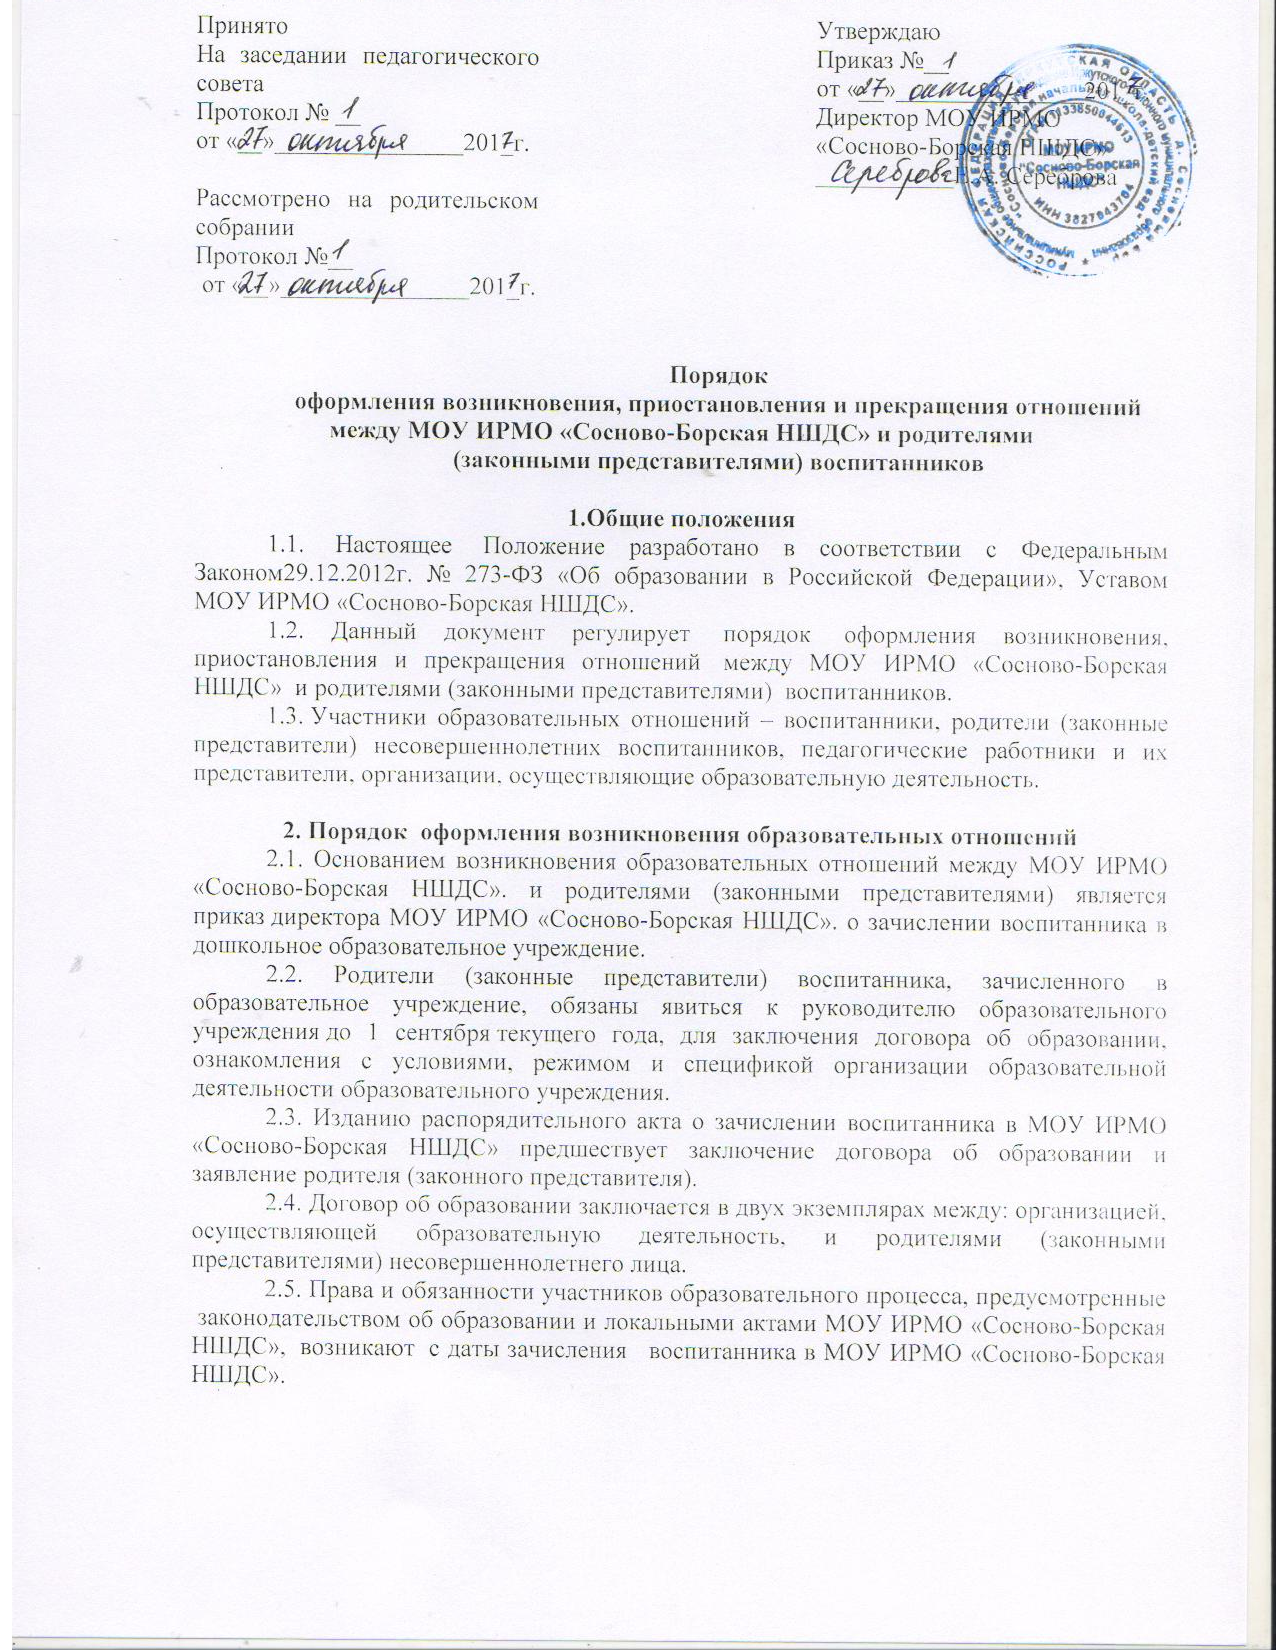 Принято
На заседании педагогического
совета
Протокол № 1
от «27» октября 2017г.
Рассмотрено на родительском
собрании
Протокол № 1
от «27» октября 2017г.
Утверждаю
Приказ № 1
от «27» октября 2017
Директор МОУ ИРМО
«Сосново-Борская НШДС»
Сереброва Н.А. Сереброва
РОССИЙСКАЯ ФЕДЕРАЦИЯ ИРКУТСКАЯ ОБЛАСТЬ
МОУ ИРМО
"Сосново-Борская
НШДС"
ИНН 3827043704
Порядок
оформления возникновения, приостановления и прекращения отношений
между МОУ ИРМО «Сосново-Борская НШДС» и родителями
(законными представителями) воспитанников
1.Общие положения
1.1. Настоящее Положение разработано в соответствии с Федеральным
Законом29.12.2012г. № 273-ФЗ «Об образовании в Российской Федерации», Уставом
МОУ ИРМО «Сосново-Борская НШДС».
1.2. Данный документ регулирует порядок оформления возникновения,
приостановления и прекращения отношений между МОУ ИРМО «Сосново-Борская
НШДС» и родителями (законными представителями) воспитанников.
1.3. Участники образовательных отношений – воспитанники, родители (законные
представители) несовершеннолетних воспитанников, педагогические работники и их
представители, организации, осуществляющие образовательную деятельность.
2. Порядок оформления возникновения образовательных отношений
2.1. Основанием возникновения образовательных отношений между МОУ ИРМО
«Сосново-Борская НШДС». и родителями (законными представителями) является
приказ директора МОУ ИРМО «Сосново-Борская НШДС». о зачислении воспитанника в
дошкольное образовательное учреждение.
2.2. Родители (законные представители) воспитанника, зачисленного в
образовательное учреждение, обязаны явиться к руководителю образовательного
учреждения до 1 сентября текущего года, для заключения договора об образовании,
ознакомления с условиями, режимом и спецификой организации образовательной
деятельности образовательного учреждения.
2.3. Изданию распорядительного акта о зачислении воспитанника в МОУ ИРМО
«Сосново-Борская НШДС» предшествует заключение договора об образовании и
заявление родителя (законного представителя).
2.4. Договор об образовании заключается в двух экземплярах между: организацией,
осуществляющей образовательную деятельность, и родителями (законными
представителями) несовершеннолетнего лица.
2.5. Права и обязанности участников образовательного процесса, предусмотренные
законодательством об образовании и локальными актами МОУ ИРМО «Сосново-Борская
НШДС», возникают с даты зачисления воспитанника в МОУ ИРМО «Сосново-Борская
НШДС».